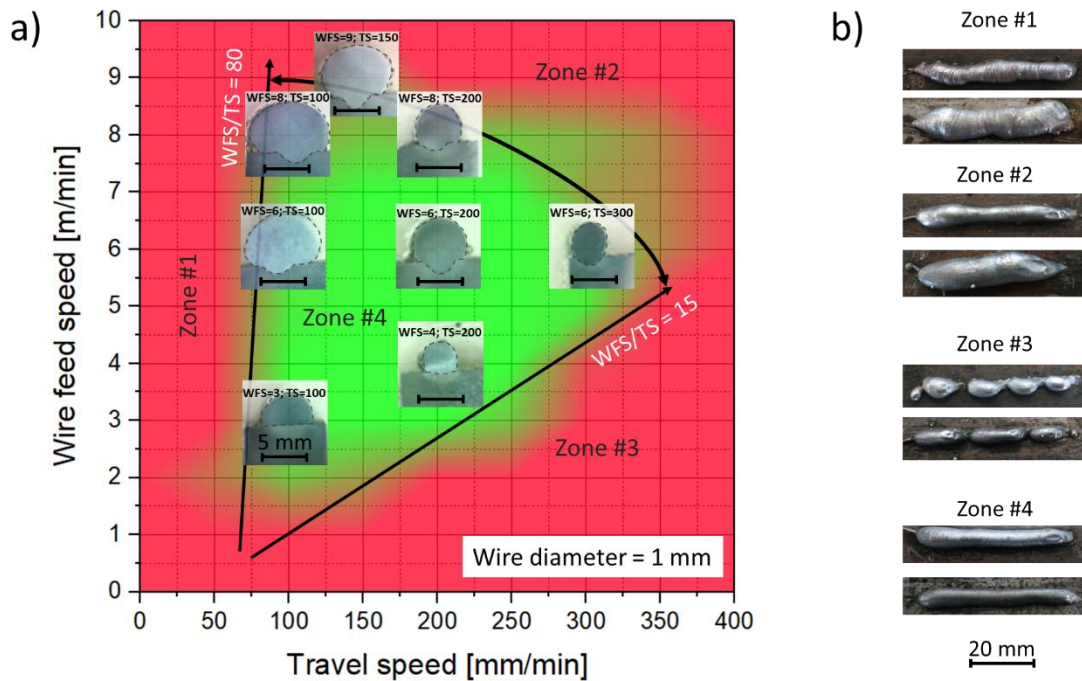 a)
10
9
8
7
6
5
4
3
2
1
0
0
50
100
150
200
250
300
350
400
Wire feed speed [m/min]
Travel speed [mm/min]
WFS/TS = 80
WFS/TS = 15
Zone #1
Zone #2
Zone #3
Zone #4
WFS=9; TS=150
WFS=8; TS=100
WFS=8; TS=200
WFS=6; TS=100
WFS=6; TS=200
WFS=6; TS=300
WFS=4; TS=200
WFS=3; TS=100
5 mm
Wire diameter = 1 mm
b)
Zone #1
Zone #2
Zone #3
Zone #4
20 mm